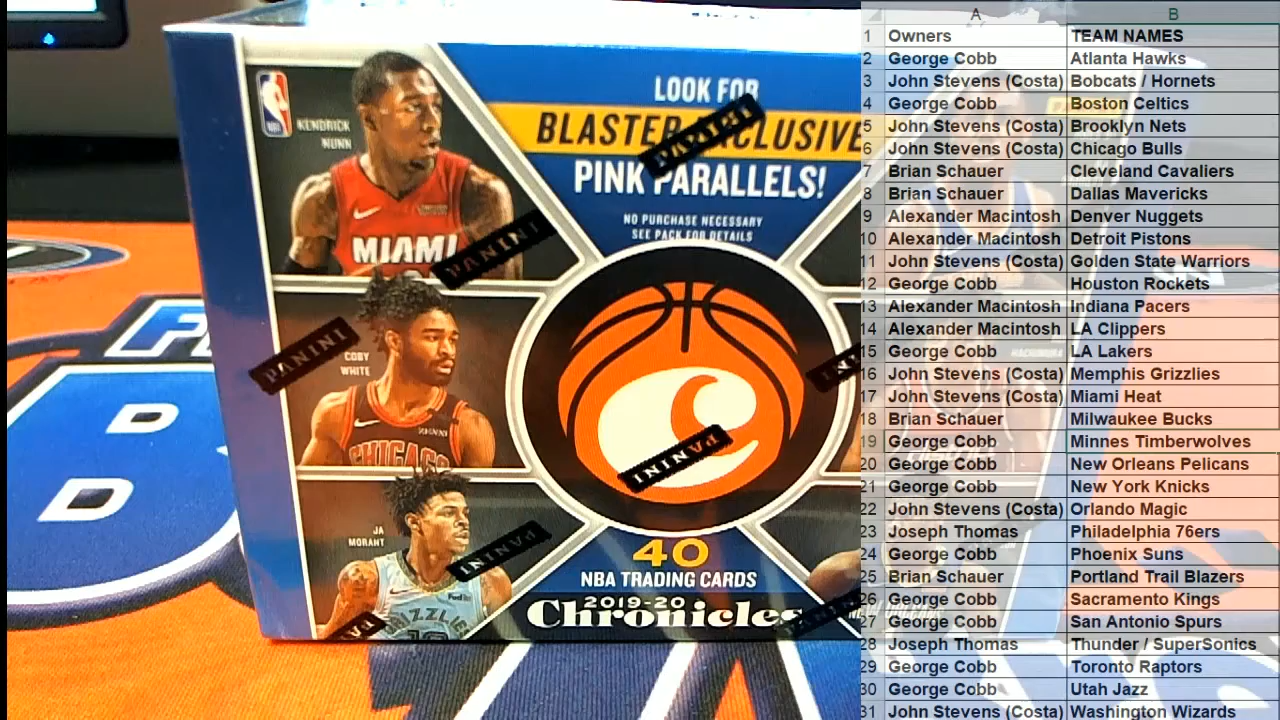 LOOK FOR
BLASTER EXCLUSIVE
PINK PARALLELS!
NO PURCHASE NECESSARY
SEE PACK FOR DETAILS
NBA
KENDRICK
NUNN
MIAMI
PANINI
PANINI
PANINI
COBY
WHITE
CHICAGO
PANINI
JA
MORANT
PANINI
FedEx
GRIZZLIES
40
NBA TRADING CARDS
2019-20
Chronicles
D
D
A B
1 Owners TEAM NAMES
2 George Cobb Atlanta Hawks
3 John Stevens (Costa) Bobcats / Hornets
4 George Cobb Boston Celtics
5 John Stevens (Costa) Brooklyn Nets
6 John Stevens (Costa) Chicago Bulls
7 Brian Schauer Cleveland Cavaliers
8 Brian Schauer Dallas Mavericks
9 Alexander Macintosh Denver Nuggets
10 Alexander Macintosh Detroit Pistons
11 John Stevens (Costa) Golden State Warriors
12 George Cobb Houston Rockets
13 Alexander Macintosh Indiana Pacers
14 Alexander Macintosh LA Clippers
15 George Cobb LA Lakers
16 John Stevens (Costa) Memphis Grizzlies
17 John Stevens (Costa) Miami Heat
18 Brian Schauer Milwaukee Bucks
19 George Cobb Minnes Timberwolves
20 George Cobb New Orleans Pelicans
21 George Cobb New York Knicks
22 John Stevens (Costa) Orlando Magic
23 Joseph Thomas Philadelphia 76ers
24 George Cobb Phoenix Suns
25 Brian Schauer Portland Trail Blazers
26 George Cobb Sacramento Kings
27 George Cobb San Antonio Spurs
28 Joseph Thomas Thunder / SuperSonics
29 George Cobb Toronto Raptors
30 George Cobb Utah Jazz
31 John Stevens (Costa) Washington Wizards